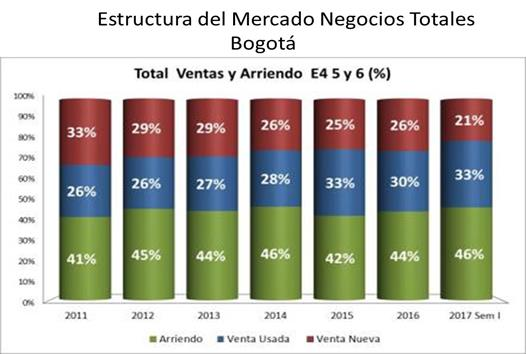 Estructura del Mercado Negocios Totales
Bogotá
Total Ventas y Arriendo E4 5 y 6 (%)
100%
90%
80%
70%
60%
50%
40%
30%
20%
10%
0%
33% 29% 29% 26% 25% 26% 21%
26% 26% 27% 28% 33% 30% 33%
41% 45% 44% 46% 42% 44% 46%
2011 2012 2013 2014 2015 2016 2017 Sem I
Arriendo Venta Usada Venta Nueva